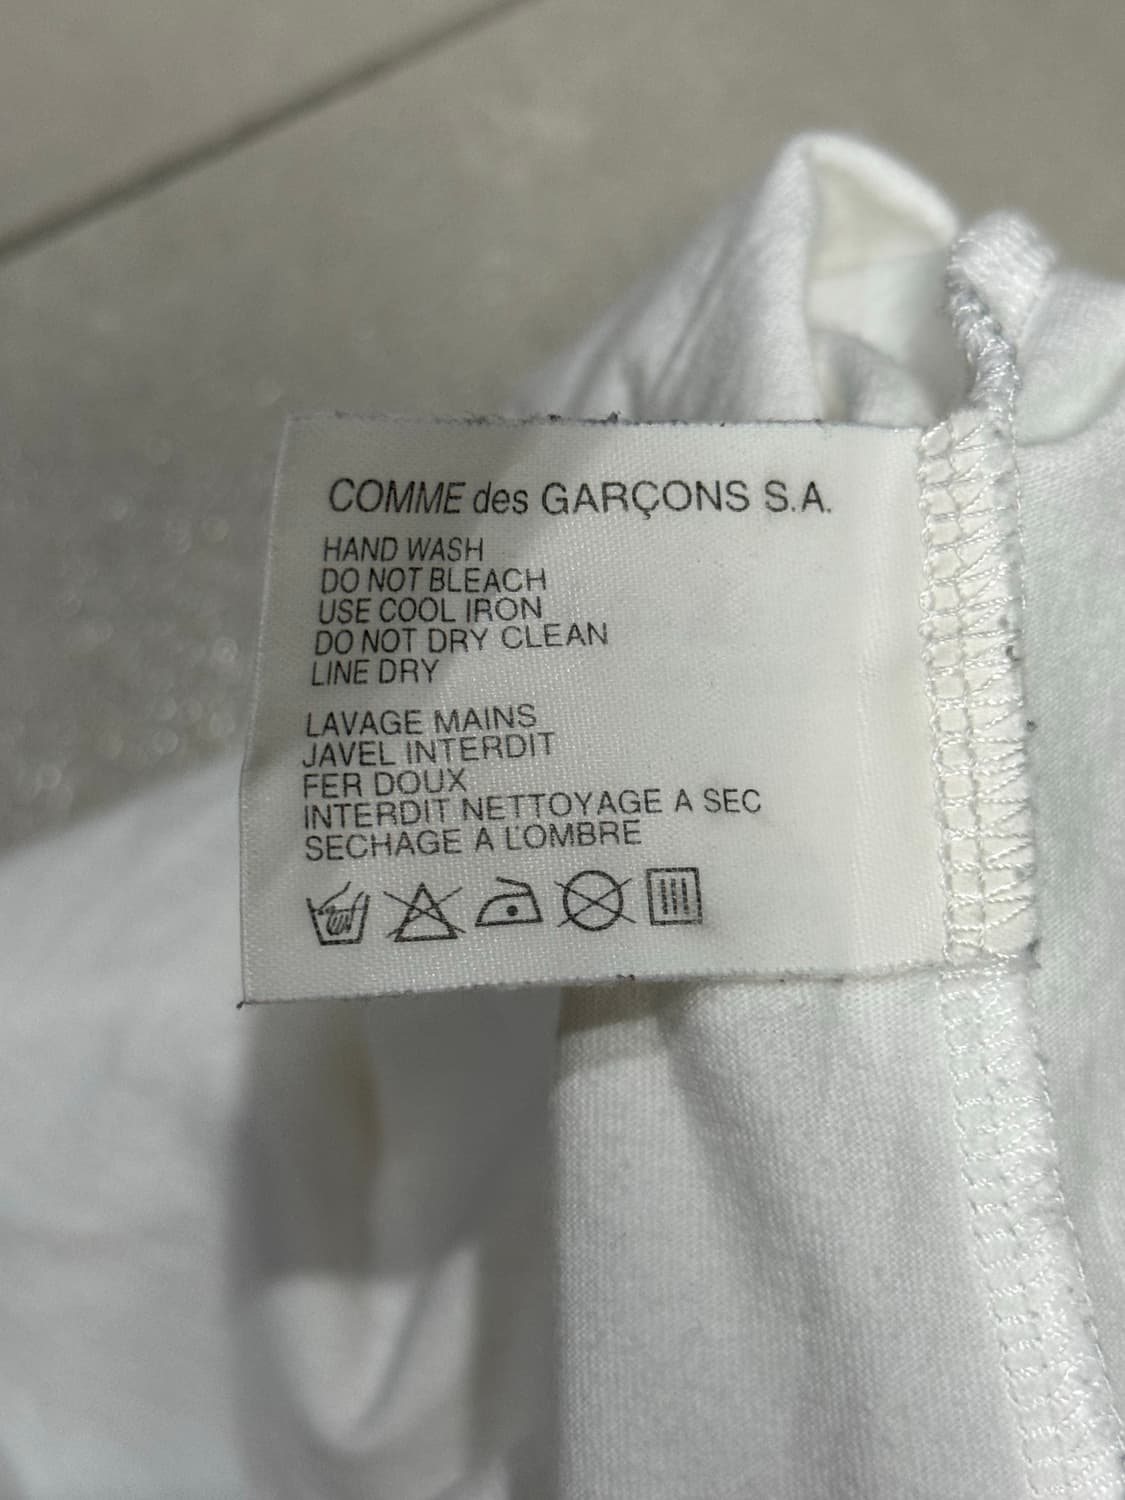 COMME des GARÇONS S.A.
HAND WASH
DO NOT BLEACH
USE COOL IRON
DO NOT DRY CLEAN
LINE DRY
LAVAGE MAINS
JAVEL INTERDIT
FER DOUX
INTERDIT NETTOYAGE A SEC
SECHAGE A L'OMBRE